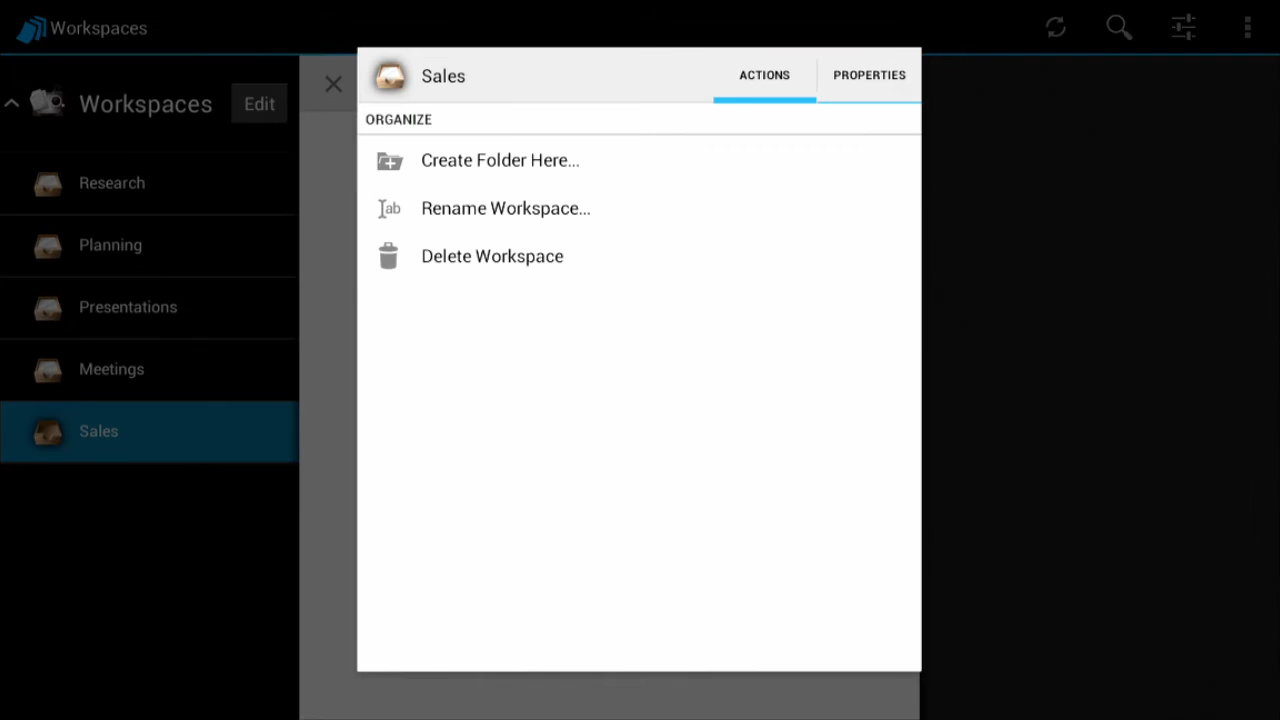 Workspaces
Workspaces
Edit
Research
Planning
Presentations
Meetings
Sales
Sales
ACTIONS
PROPERTIES
ORGANIZE
Create Folder Here...
ab
Rename Workspace...
Delete Workspace